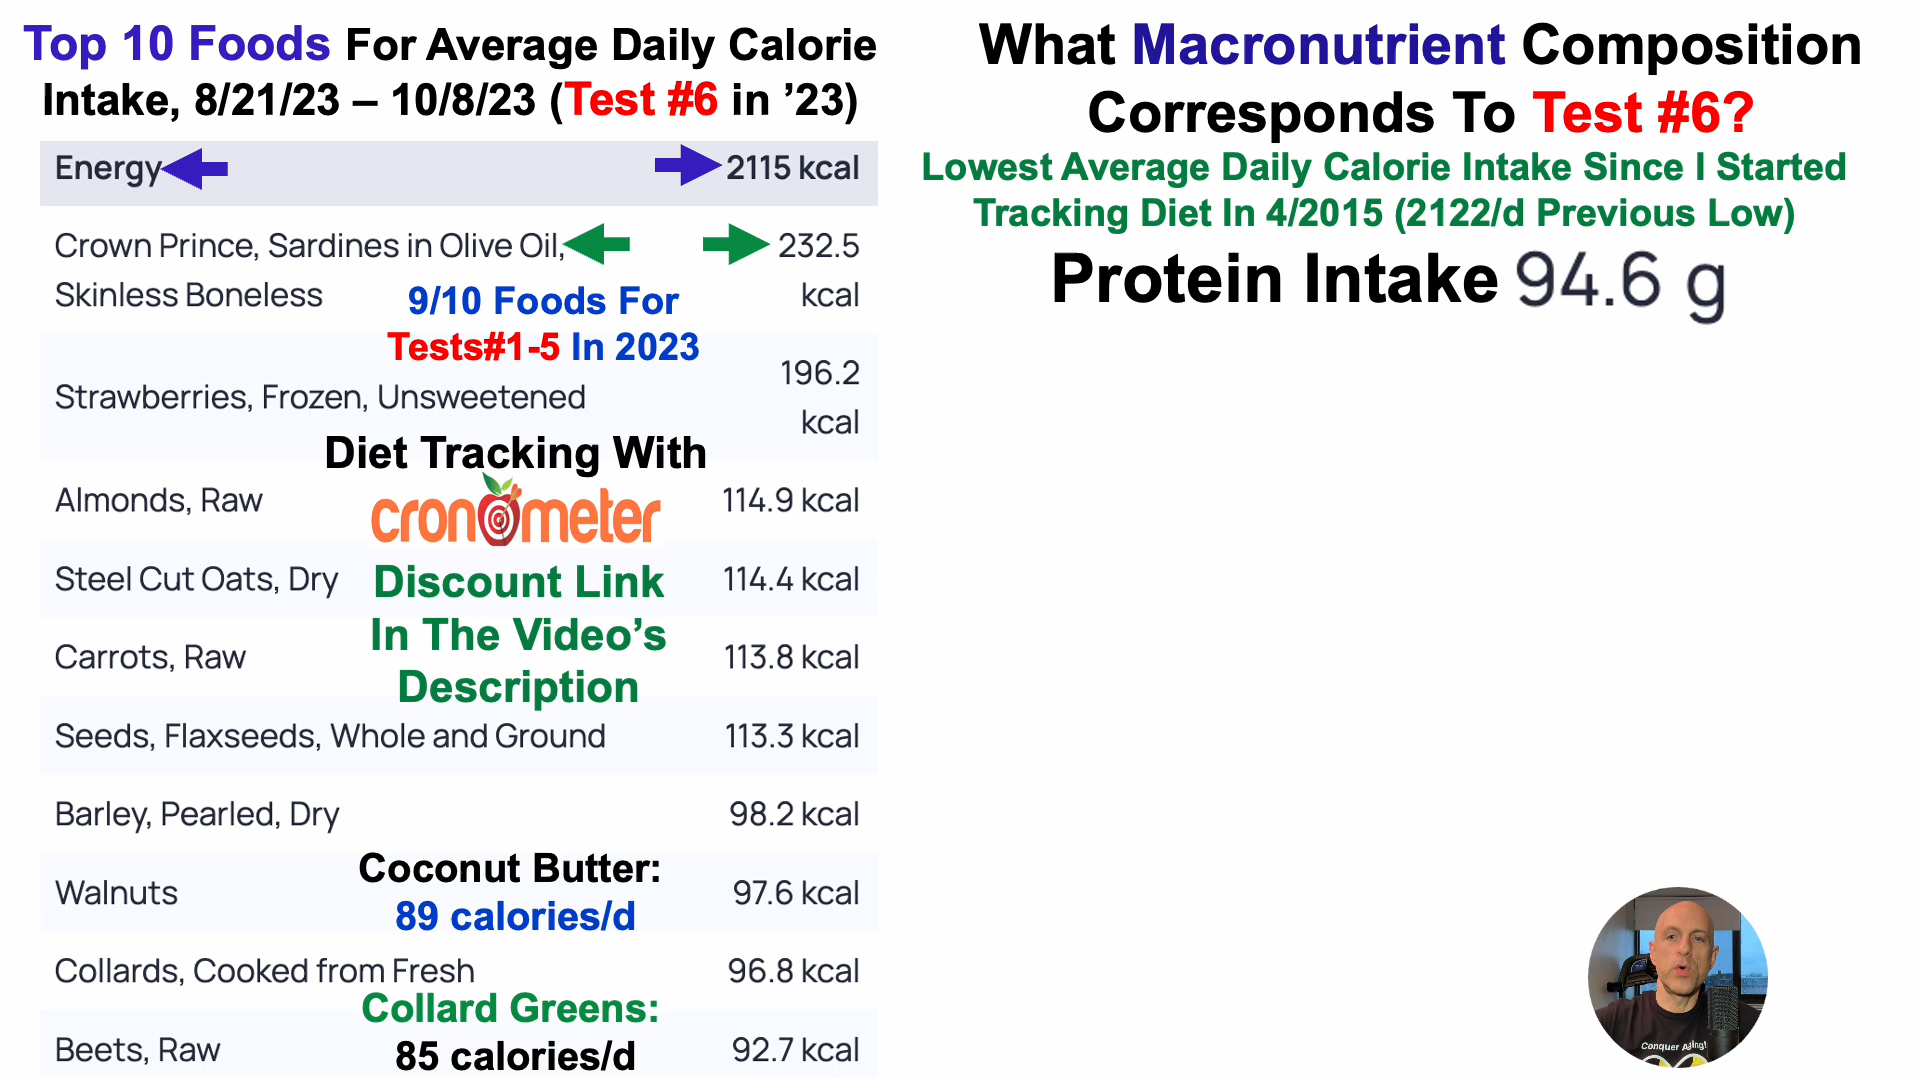 Top 10 Foods For Average Daily Calorie
Intake, 8/21/23 – 10/8/23 (Test #6 in ’23)
Energy 2115 kcal
Crown Prince, Sardines in Olive Oil, 232.5
Skinless Boneless kcal
9/10 Foods For
Tests#1-5 In 2023
Strawberries, Frozen, Unsweetened 196.2
kcal
Diet Tracking With
cronometer
Almonds, Raw 114.9 kcal
Steel Cut Oats, Dry 114.4 kcal
Discount Link
In The Video’s
Description
Carrots, Raw 113.8 kcal
Seeds, Flaxseeds, Whole and Ground 113.3 kcal
Barley, Pearled, Dry 98.2 kcal
Coconut Butter:
89 calories/d
Walnuts 97.6 kcal
Collards, Cooked from Fresh 96.8 kcal
Collard Greens:
85 calories/d
Beets, Raw 92.7 kcal
What Macronutrient Composition
Corresponds To Test #6?
Lowest Average Daily Calorie Intake Since I Started
Tracking Diet In 4/2015 (2122/d Previous Low)
Protein Intake 94.6 g
Conquer Aging!